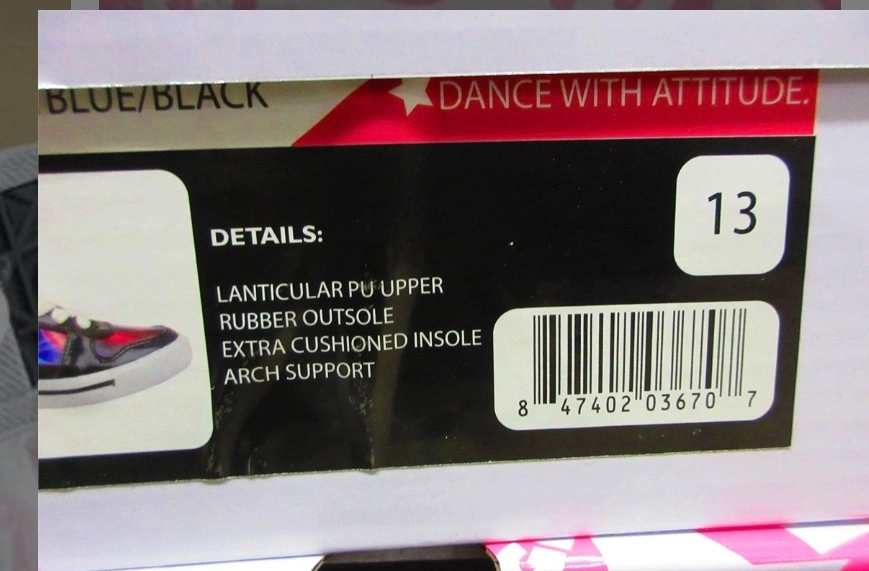 BLUE/BLACK
DANCE WITH ATTITUDE.
13
DETAILS:
LANTICULAR PU UPPER
RUBBER OUTSOLE
EXTRA CUSHIONED INSOLE
ARCH SUPPORT
8 47402 03670 7